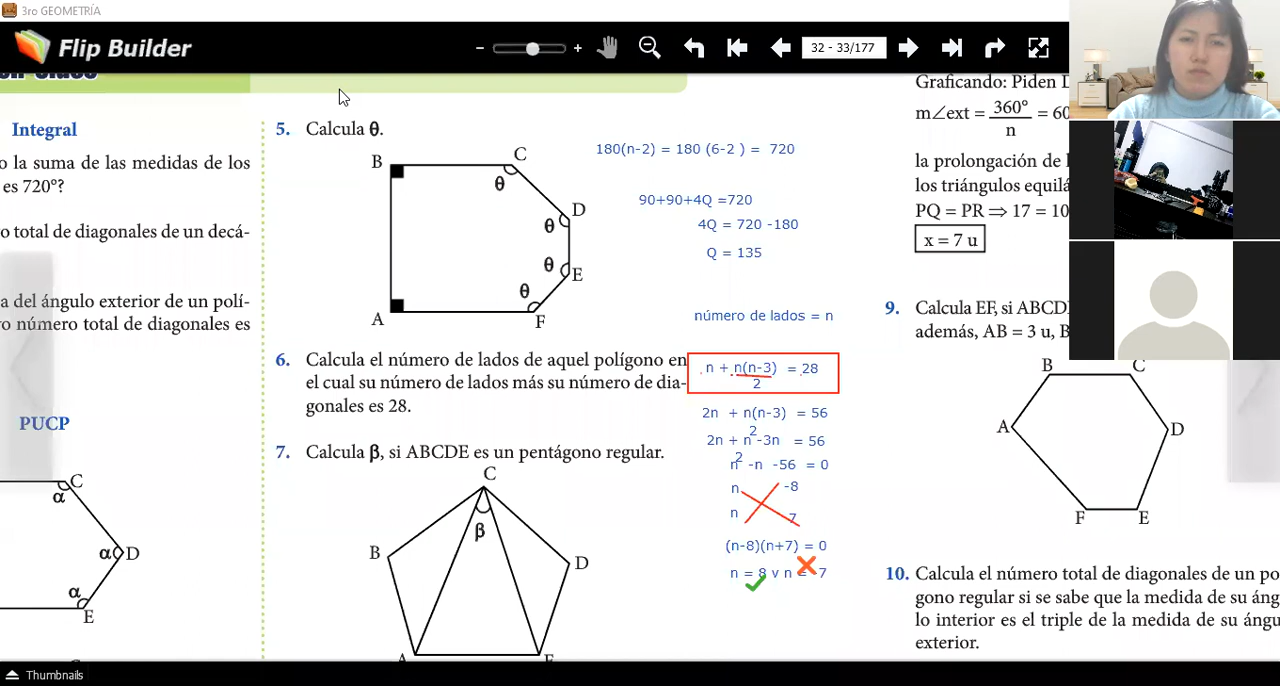 3ro GEOMETRÍA
Flip Builder
32 - 33/177
Integral
o la suma de las medidas de los
es 720°?
o total de diagonales de un decá-
a del ángulo exterior de un polí-
o número total de diagonales es
PUCP
C
α
α D
α
E
5. Calcula θ.
B
C
θ
D
θ
θ
E
θ
A
F
180(n-2) = 180 (6-2 ) = 720
90+90+4Q =720
4Q = 720 -180
Q = 135
número de lados = n
6. Calcula el número de lados de aquel polígono en
el cual su número de lados más su número de dia-
gonales es 28.
n + n(n-3) = 28
2
2n + n(n-3) = 56
2
2n + n -3n = 56
2
n -n -56 = 0
n -8
n 7
(n-8)(n+7) = 0
n = 8 v n = 7
7. Calcula β, si ABCDE es un pentágono regular.
C
β
B
D
A
Graficando: Piden
m∠ext = 360° = 60
n
la prolongación de
los triángulos equilá
PQ = PR ⇒ 17 = 10
x = 7 u
9. Calcula EF, si ABCD
además, AB = 3 u, B
B
C
A
D
F
E
10. Calcula el número total de diagonales de un po
gono regular si se sabe que la medida de su áng
lo interior es el triple de la medida de su ángu
exterior.
Thumbnails